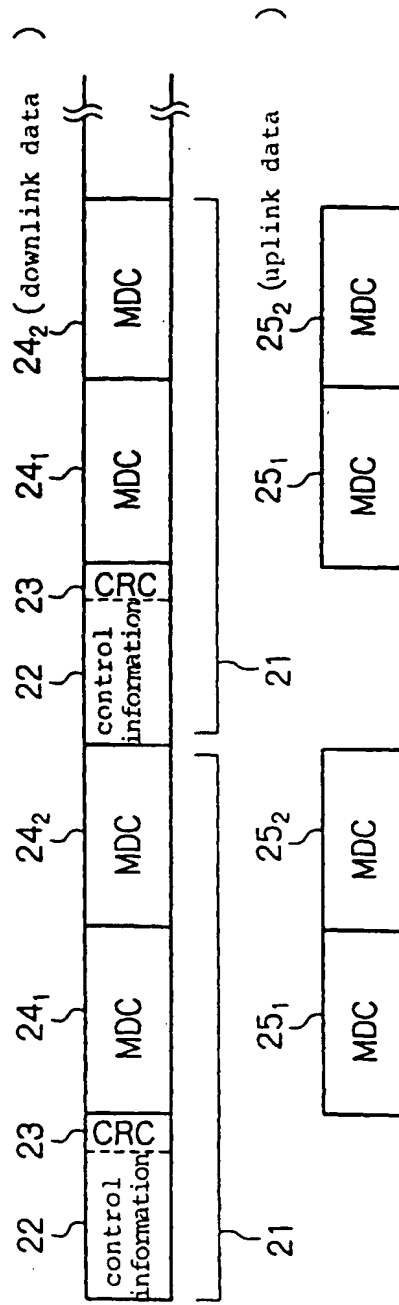 22 23 24₁ 24₂ 22 23 24₁ 24₂ (downlink data )
control information CRC MDC MDC control information CRC MDC MDC
21 21
25₁ 25₂ 25₁ 25₂ (uplink data )
MDC MDC MDC MDC